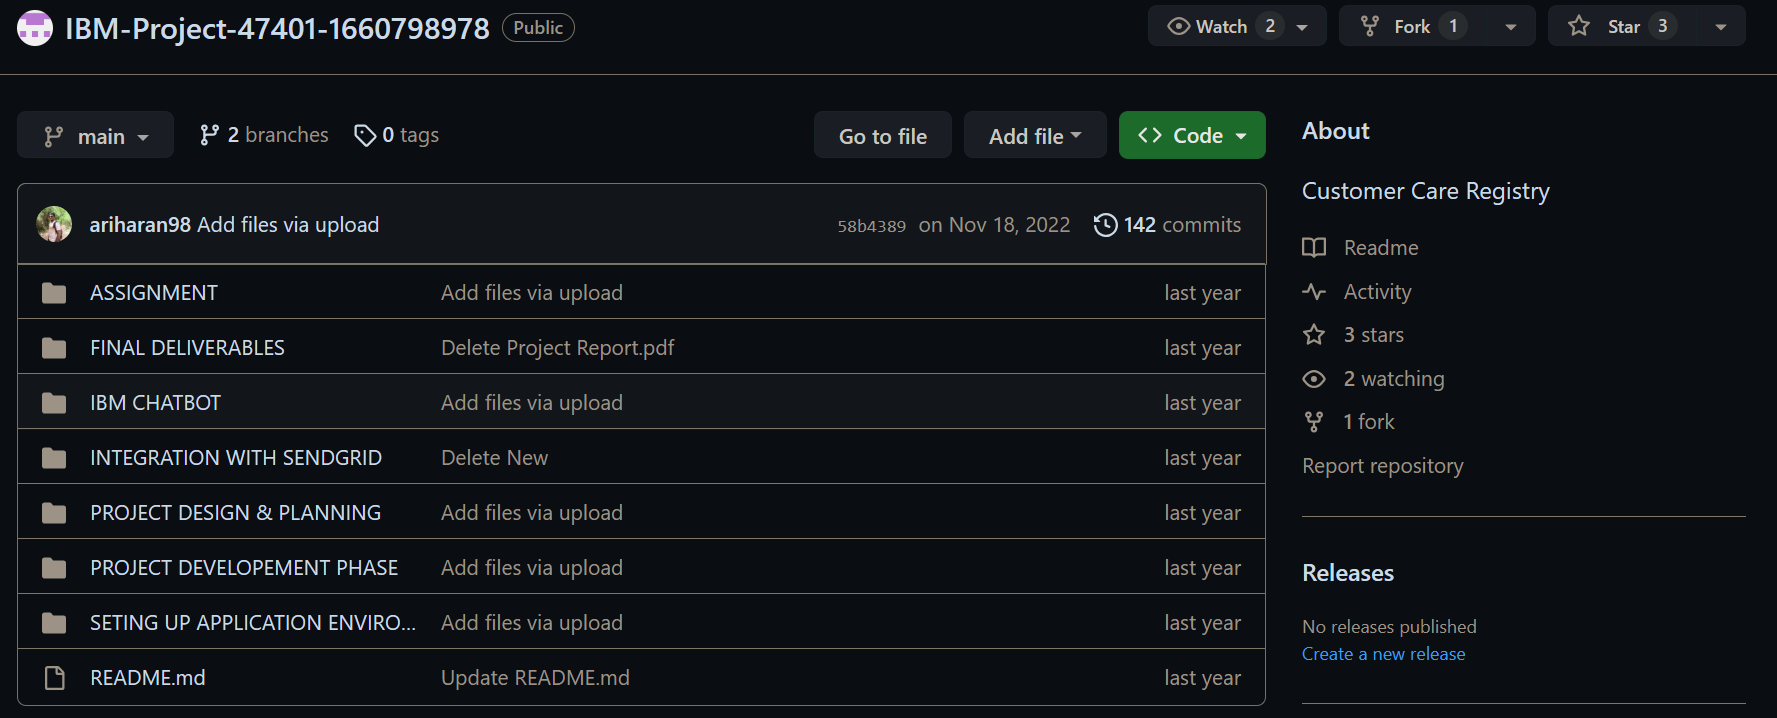 IBM-Project-47401-1660798978 Public Watch 2 Fork 1 Star 3
main 2 branches 0 tags Go to file Add file Code
ariharan98 Add files via upload 58b4389 on Nov 18, 2022 142 commits
ASSIGNMENT Add files via upload last year
FINAL DELIVERABLES Delete Project Report.pdf last year
IBM CHATBOT Add files via upload last year
INTEGRATION WITH SENDGRID Delete New last year
PROJECT DESIGN & PLANNING Add files via upload last year
PROJECT DEVELOPEMENT PHASE Add files via upload last year
SETING UP APPLICATION ENVIRO... Add files via upload last year
README.md Update README.md last year
About
Customer Care Registry
Readme
Activity
3 stars
2 watching
1 fork
Report repository
Releases
No releases published
Create a new release